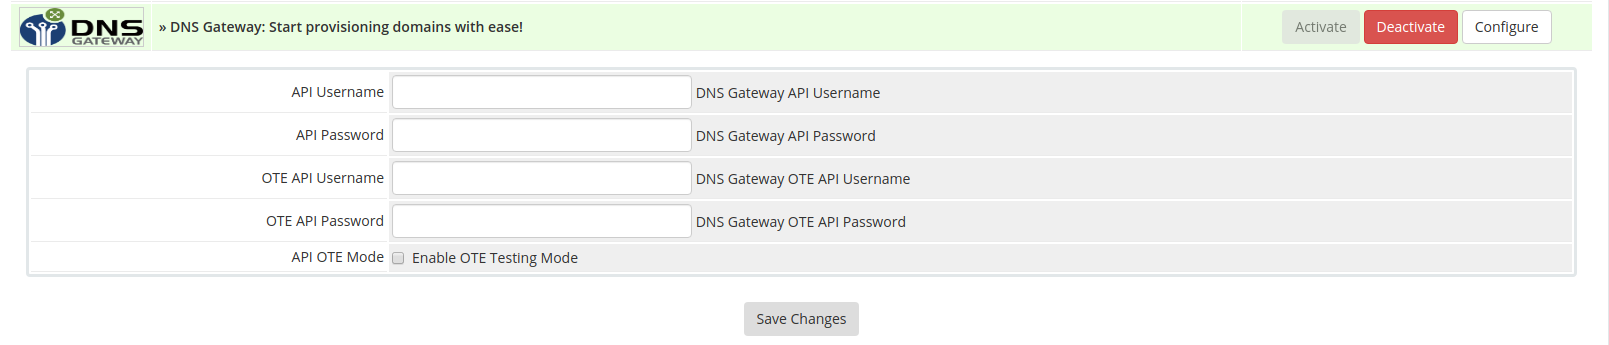 DNS
GATEWAY
» DNS Gateway: Start provisioning domains with ease!
Activate Deactivate Configure
API Username DNS Gateway API Username
API Password DNS Gateway API Password
OTE API Username DNS Gateway OTE API Username
OTE API Password DNS Gateway OTE API Password
API OTE Mode Enable OTE Testing Mode
Save Changes